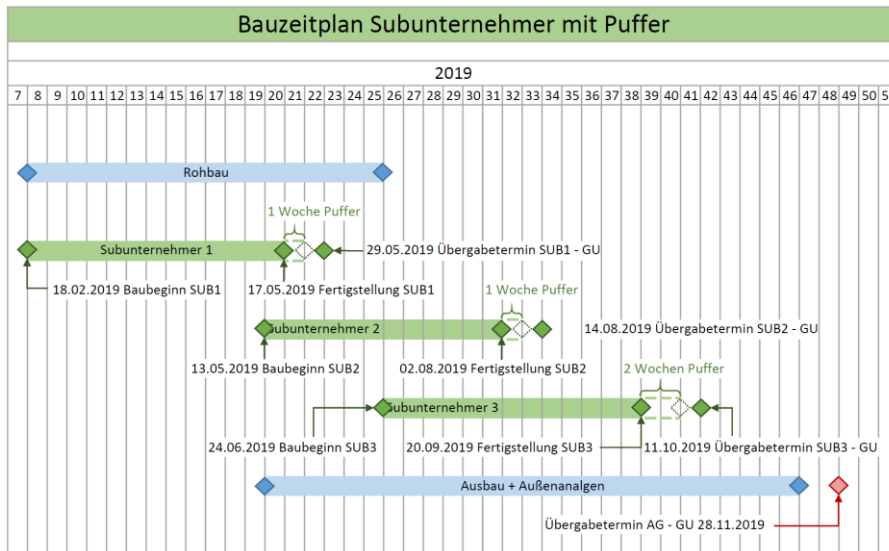 Bauzeitplan Subunternehmer mit Puffer
2019
7 8 9 10 11 12 13 14 15 16 17 18 19 20 21 22 23 24 25 26 27 28 29 30 31 32 33 34 35 36 37 38 39 40 41 42 43 44 45 46 47 48 49 50 5
Rohbau
1 Woche Puffer
Subunternehmer 1
29.05.2019 Übergabetermin SUB1 - GU
18.02.2019 Baubeginn SUB1
17.05.2019 Fertigstellung SUB1
1 Woche Puffer
Subunternehmer 2
14.08.2019 Übergabetermin SUB2 - GU
13.05.2019 Baubeginn SUB2
02.08.2019 Fertigstellung SUB2
2 Wochen Puffer
Subunternehmer 3
24.06.2019 Baubeginn SUB3
20.09.2019 Fertigstellung SUB3
11.10.2019 Übergabetermin SUB3 - GU
Ausbau + Außenanalgen
Übergabetermin AG - GU 28.11.2019